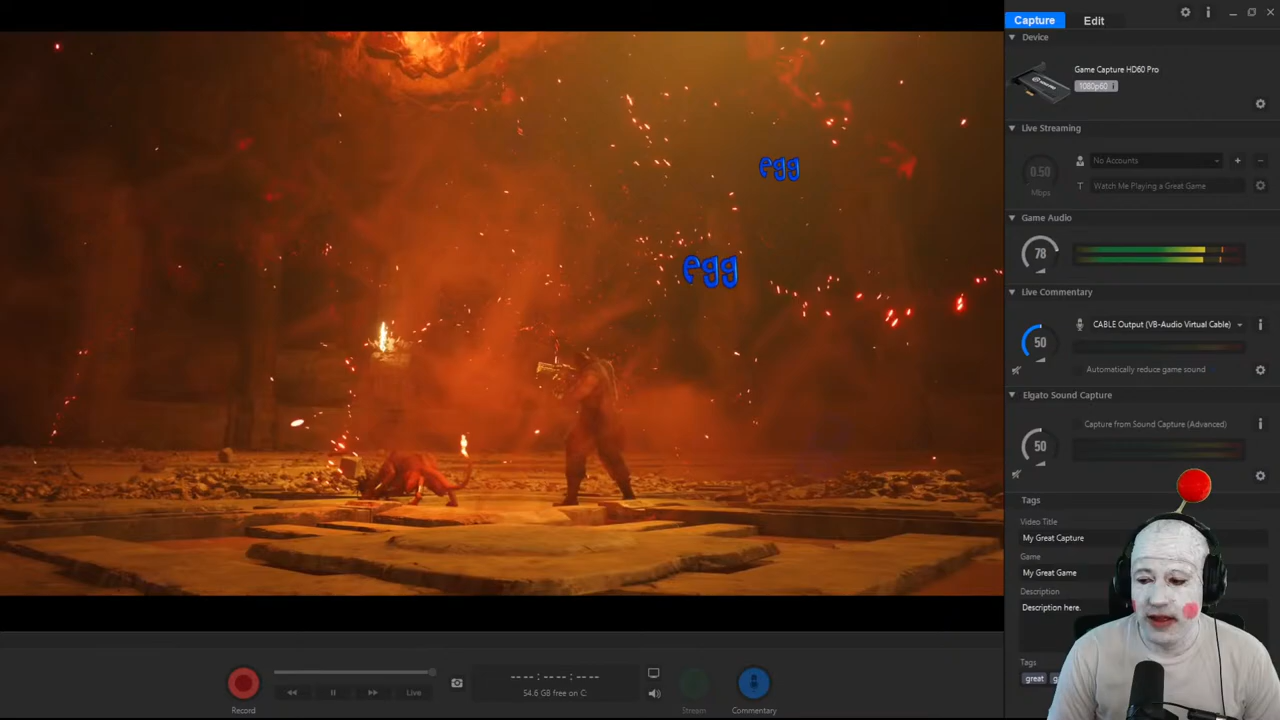 Capture
Edit
Device
Game Capture HD60 Pro
1080p60
Live Streaming
0.50
Mbps
No Accounts
Watch Me Playing a Great Game
Game Audio
78
Live Commentary
50
CABLE Output (VB-Audio Virtual Cable)
Automatically reduce game sound
Elgato Sound Capture
50
Capture from Sound Capture (Advanced)
Tags
Video Title
My Great Capture
Game
My Great Game
Description
Description here.
Tags
great
egg
egg
Record
Live
--:--:--
54.6 GB free on C:
Stream
Commentary